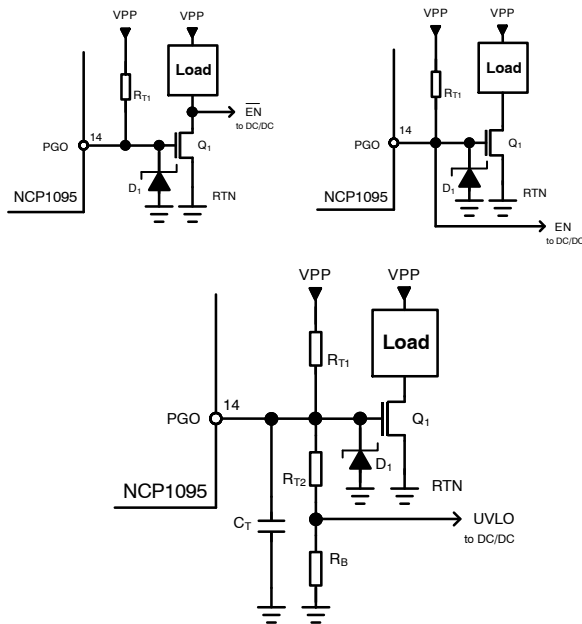 VPP VPP
Load
RT1
EN
to DC/DC
14
PGO
Q1
D1
RTN
NCP1095
VPP VPP
Load
RT1
14
PGO
Q1
D1
RTN
NCP1095
EN
to DC/DC
VPP VPP
Load
RT1
14
PGO
Q1
D1
RT2
RTN
NCP1095
UVLO
to DC/DC
CT
RB